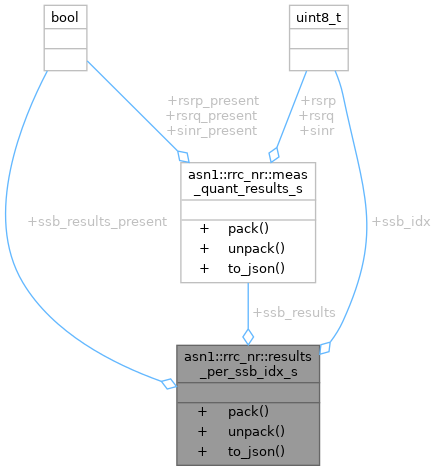 bool
uint8_t
+rsrp_present
+rsrq_present
+sinr_present
+rsrp
+rsrq
+sinr
asn1::rrc_nr::meas
_quant_results_s
+ pack()
+ unpack()
+ to_json()
+ssb_results_present
+ssb_idx
+ssb_results
asn1::rrc_nr::results
_per_ssb_idx_s
+ pack()
+ unpack()
+ to_json()